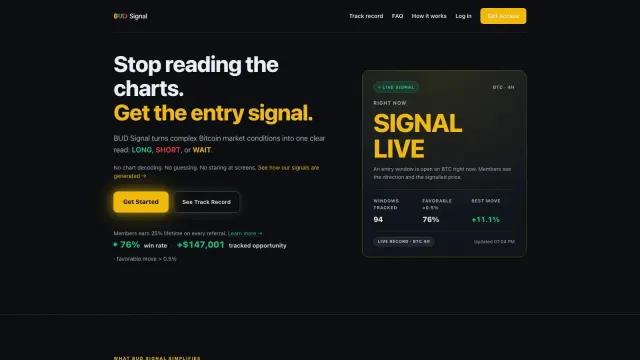 BUD Signal
Track record
FAQ
How it works
Log in
Get Access
Stop reading the
charts.
Get the entry signal.
BUD Signal turns complex Bitcoin market conditions into one clear
read: LONG, SHORT, or WAIT.
No chart decoding. No guessing. No staring at screens. See how our signals are
generated →
Get Started
See Track Record
Members earn 25% lifetime on every referral. Learn more →
76% win rate
+$147,001 tracked opportunity
· favorable move > 0.5%
LIVE SIGNAL
BTC · 4H
RIGHT NOW
SIGNAL
LIVE
An entry window is open on BTC right now. Members see
the direction and the signalled price.
WINDOWS
TRACKED
94
FAVORABLE
>0.5%
76%
BEST MOVE
+11.1%
LIVE RECORD · BTC 4H
Updated 07:04 PM
WHAT BUD SIGNAL SIMPLIFIES